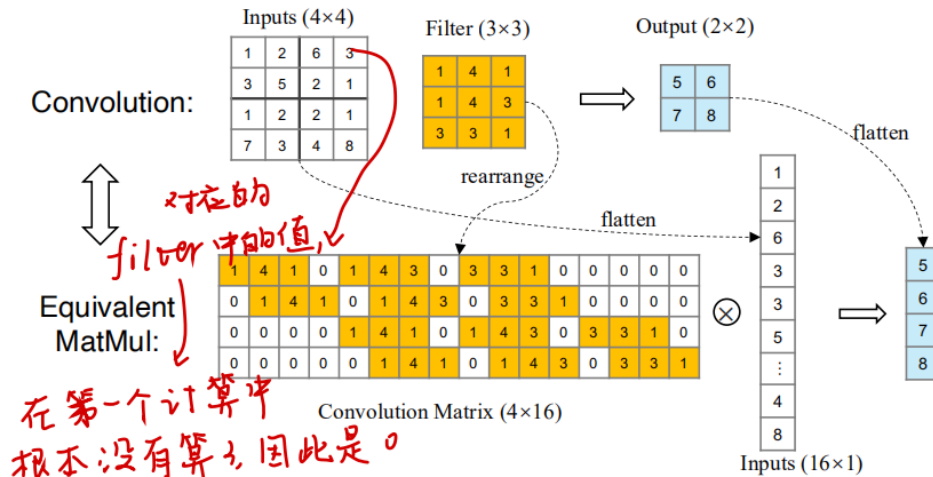 Inputs (4×4)
Filter (3×3)
Output (2×2)
Convolution:
1 2 6 3
3 5 2 1
1 2 2 1
7 3 4 8
1 4 1
1 4 3
3 3 1
5 6
7 8
flatten
rearrange
flatten
对应的
filter 中的值,
Equivalent
MatMul:
1 4 1 0 1 4 3 0 3 3 1 0 0 0 0 0
0 1 4 1 0 1 4 3 0 3 3 1 0 0 0 0
0 0 0 0 1 4 1 0 1 4 3 0 3 3 1 0
0 0 0 0 0 1 4 1 0 1 4 3 0 3 3 1
Convolution Matrix (4×16)
⊗
1
2
6
3
3
5
⋮
4
8
Inputs (16×1)
5
6
7
8
在第一个计算中
根本没有算3,因此是0